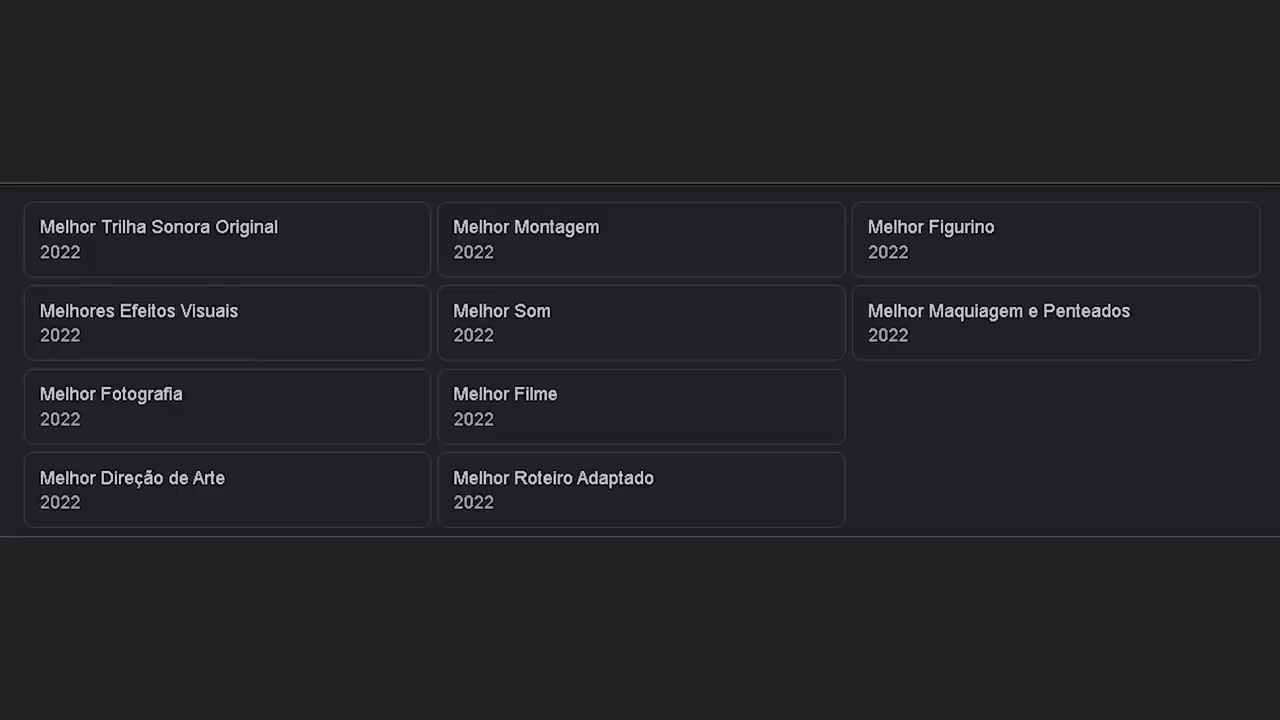 Melhor Trilha Sonora Original
2022
Melhores Efeitos Visuais
2022
Melhor Fotografia
2022
Melhor Direção de Arte
2022
Melhor Montagem
2022
Melhor Som
2022
Melhor Filme
2022
Melhor Roteiro Adaptado
2022
Melhor Figurino
2022
Melhor Maquiagem e Penteados
2022